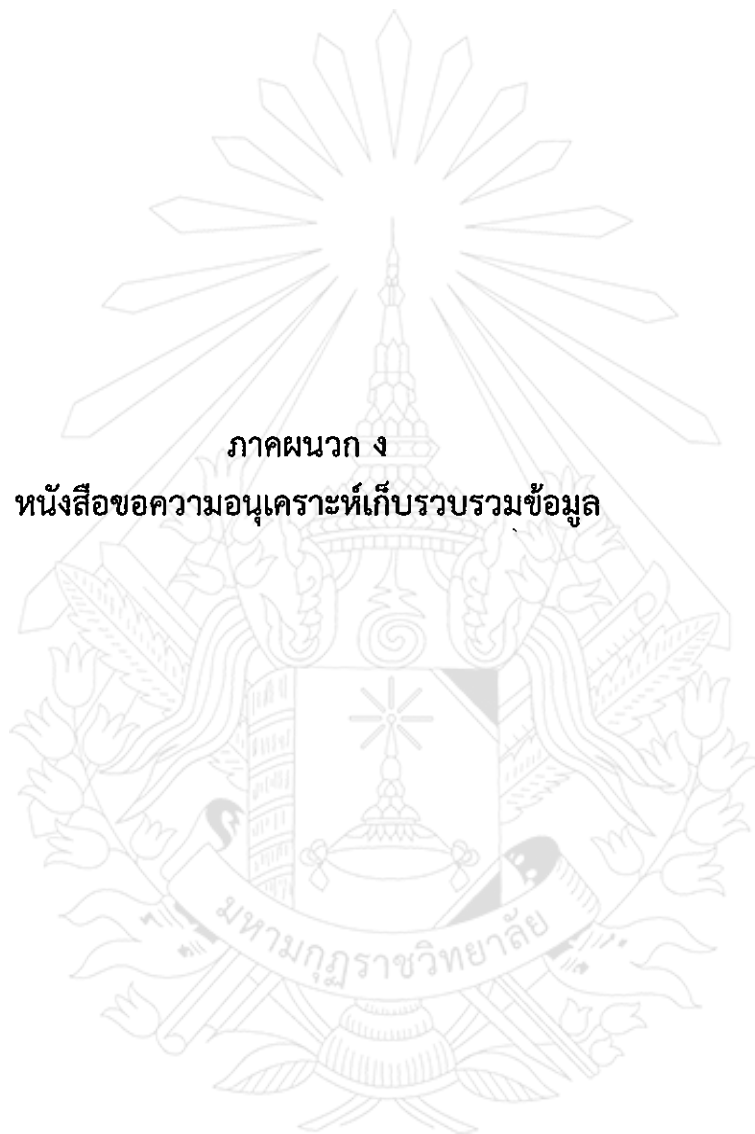 ภาคผนวก ง
หนังสือขอความอนุเคราะห์เก็บรวบรวมข้อมูล
มหามกุฏราชวิทยาลัย